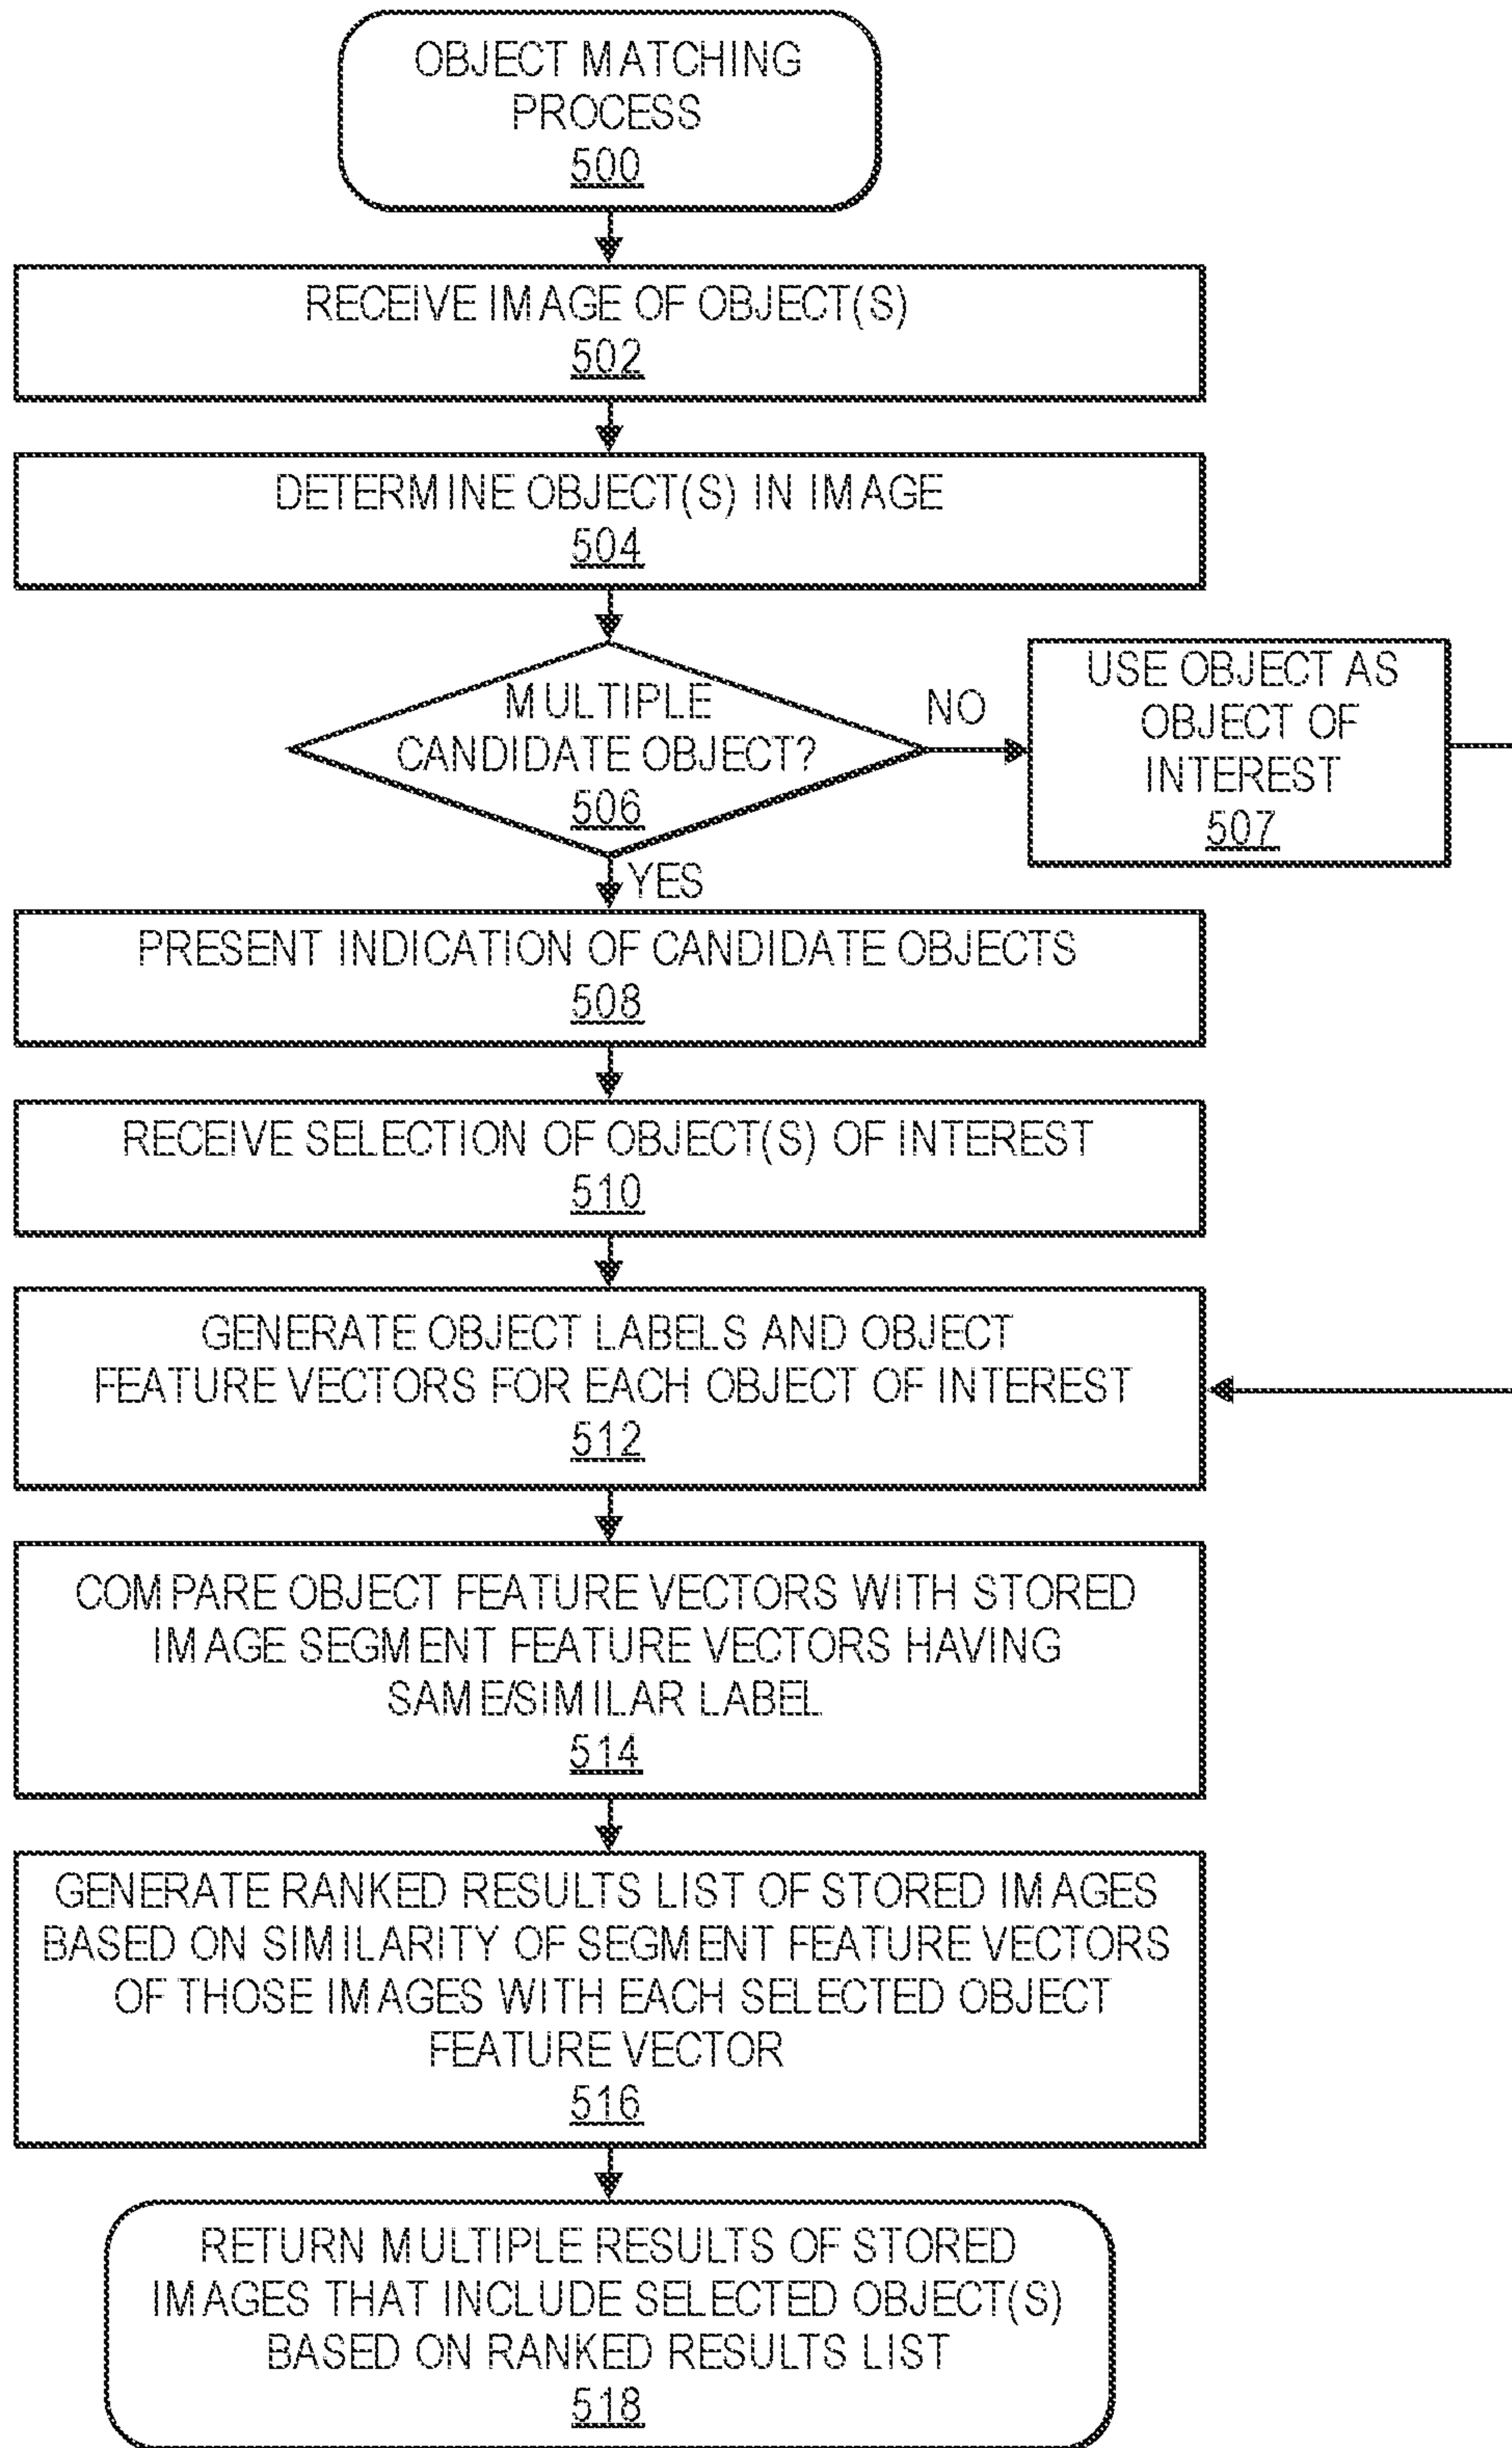 OBJECT MATCHING
PROCESS
500
RECEIVE IMAGE OF OBJECT(S)
502
DETERMINE OBJECT(S) IN IMAGE
504
MULTIPLE
CANDIDATE OBJECT?
506
NO
USE OBJECT AS
OBJECT OF
INTEREST
507
YES
PRESENT INDICATION OF CANDIDATE OBJECTS
508
RECEIVE SELECTION OF OBJECT(S) OF INTEREST
510
GENERATE OBJECT LABELS AND OBJECT
FEATURE VECTORS FOR EACH OBJECT OF INTEREST
512
COMPARE OBJECT FEATURE VECTORS WITH STORED
IMAGE SEGMENT FEATURE VECTORS HAVING
SAME/SIMILAR LABEL
514
GENERATE RANKED RESULTS LIST OF STORED IMAGES
BASED ON SIMILARITY OF SEGMENT FEATURE VECTORS
OF THOSE IMAGES WITH EACH SELECTED OBJECT
FEATURE VECTOR
516
RETURN MULTIPLE RESULTS OF STORED
IMAGES THAT INCLUDE SELECTED OBJECT(S)
BASED ON RANKED RESULTS LIST
518